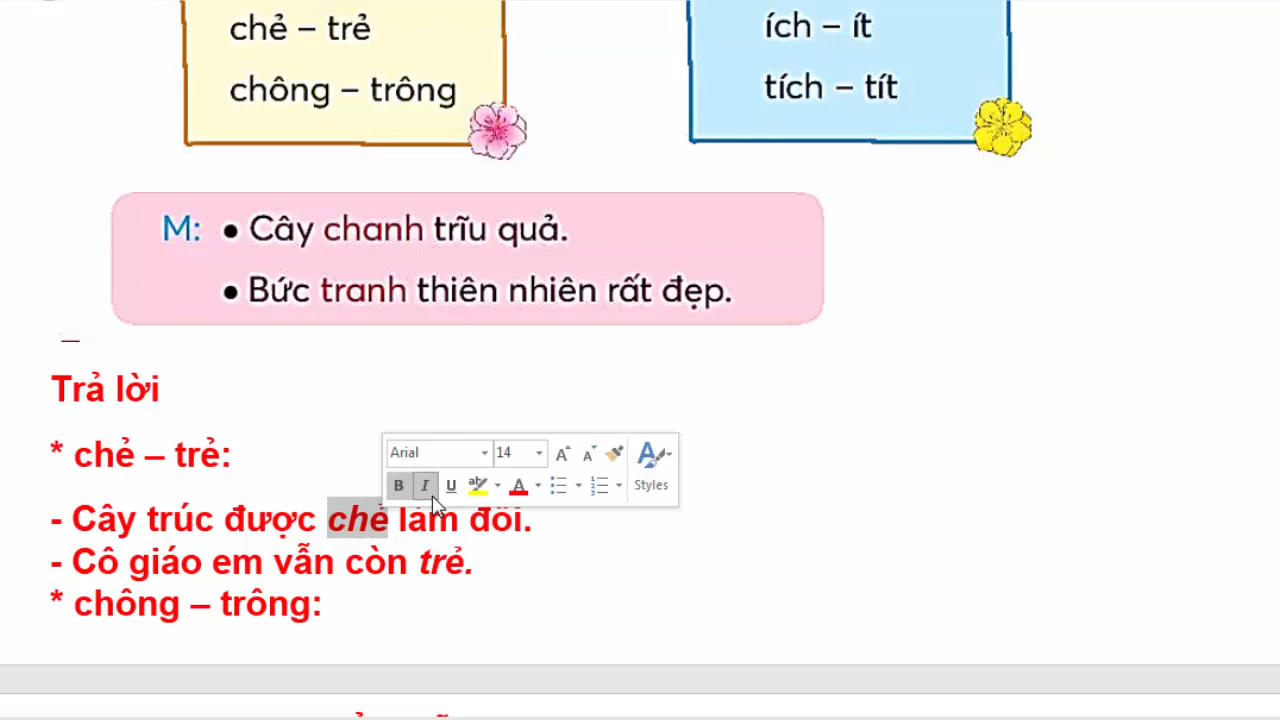 chẻ – trẻ
ích – ít
chông – trông
tích – tít
M: ● Cây chanh trĩu quả.
● Bức tranh thiên nhiên rất đẹp.
Trả lời
* chẻ – trẻ:
Arial 14
B I U ab A Styles
- Cây trúc được chẻ làm đôi.
- Cô giáo em vẫn còn trẻ.
* chông – trông: